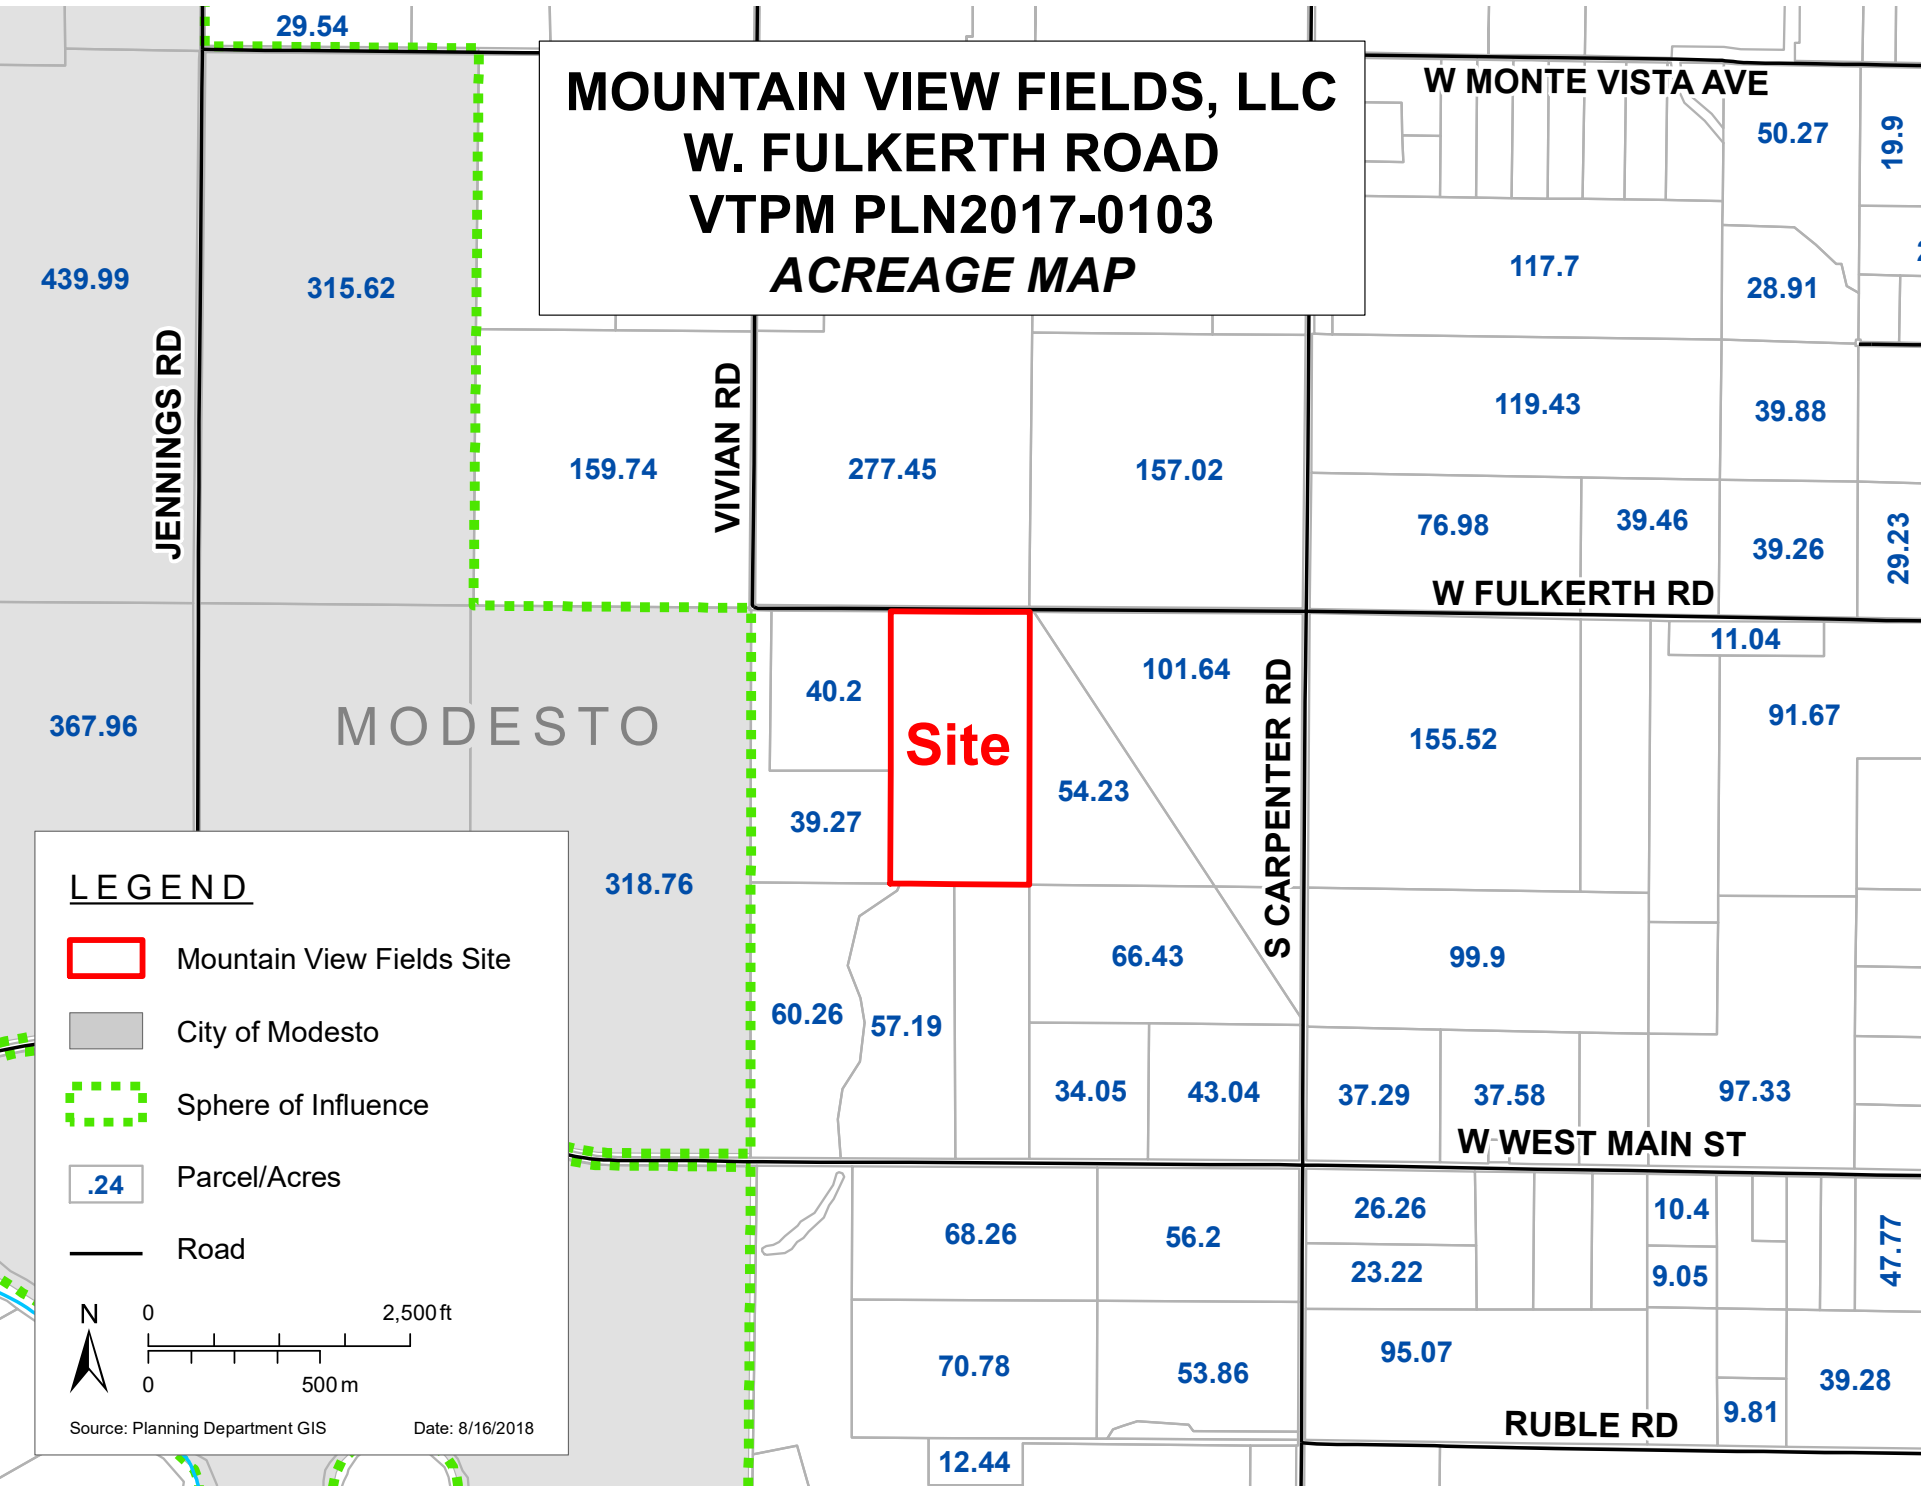 29.54
MOUNTAIN VIEW FIELDS, LLC
W. FULKERTH ROAD
VTPM PLN2017-0103
ACREAGE MAP
W MONTE VISTA AVE
50.27
19.9
439.99
315.62
117.7
28.91
JENNINGS RD
VIVIAN RD
159.74
277.45
157.02
119.43
39.88
76.98
39.46
39.26
29.23
W FULKERTH RD
11.04
40.2
101.64
367.96
MODESTO
Site
S CARPENTER RD
155.52
91.67
54.23
39.27
318.76
66.43
99.9
60.26
57.19
34.05
43.04
37.29
37.58
97.33
W WEST MAIN ST
68.26
56.2
26.26
10.4
47.77
23.22
9.05
70.78
53.86
95.07
39.28
9.81
RUBLE RD
12.44
LEGEND
Mountain View Fields Site
City of Modesto
Sphere of Influence
.24 Parcel/Acres
Road
N
0 2,500 ft
0 500 m
Source: Planning Department GIS Date: 8/16/2018